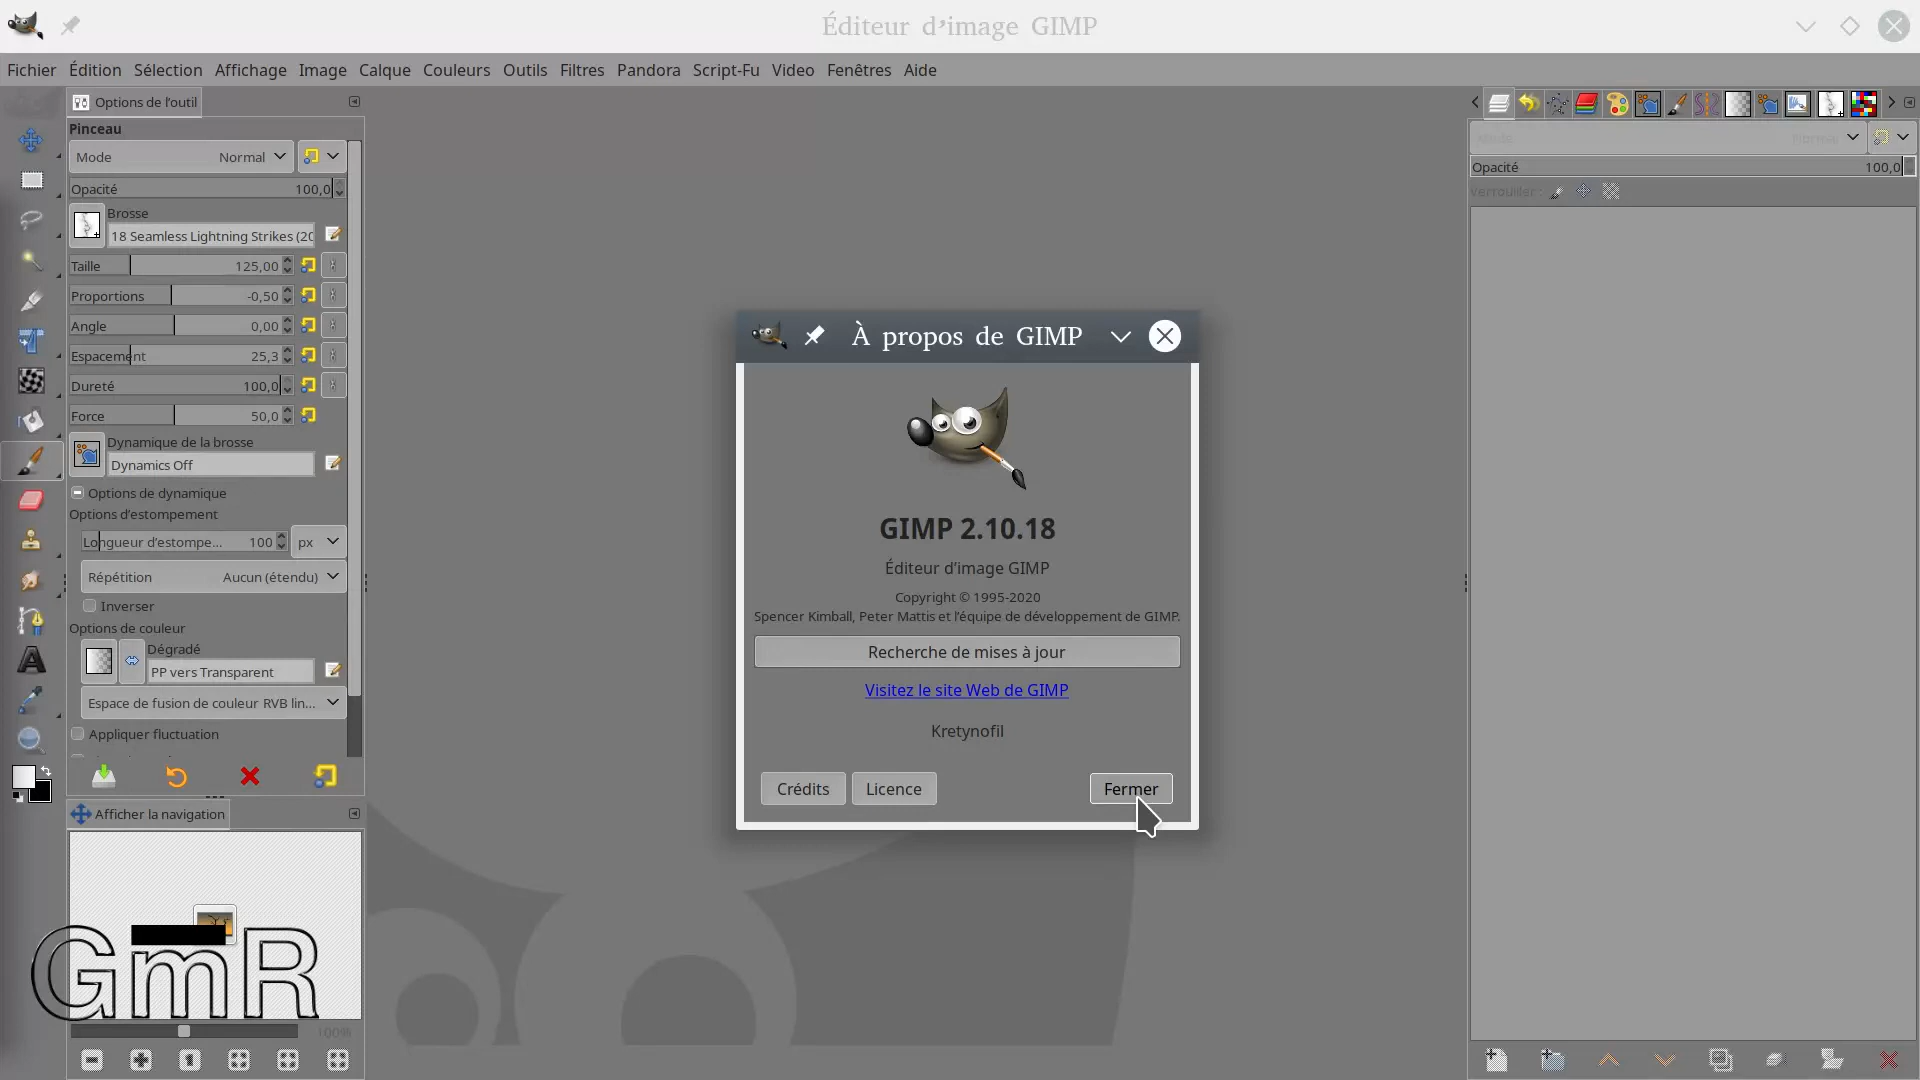 Éditeur d’image GIMP
Fichier Édition Sélection Affichage Image Calque Couleurs Outils Filtres Pandora Script-Fu Video Fenêtres Aide
Options de l’outil
Pinceau
Mode Normal
Opacité 100,0
Brosse
18 Seamless Lightning Strikes (20
Taille 125,00
Proportions -0,50
Angle 0,00
Espacement 25,3
Dureté 100,0
Force 50,0
Dynamique de la brosse
Dynamics Off
Options de dynamique
Options d’estompement
Longueur d’estompe... 100 px
Répétition Aucun (étendu)
Inverser
Options de couleur
Dégradé
PP vers Transparent
Espace de fusion de couleur RVB lin...
Appliquer fluctuation
Afficher la navigation
GmR
100%
À propos de GIMP
GIMP 2.10.18
Éditeur d’image GIMP
Copyright © 1995-2020
Spencer Kimball, Peter Mattis et l’équipe de développement de GIMP.
Recherche de mises à jour
Visitez le site Web de GIMP
Kretynofil
Crédits Licence Fermer
Mode Normal
Opacité 100,0
Verrouiller :